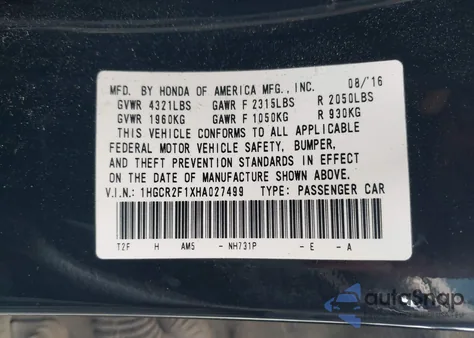 MFD. BY HONDA OF AMERICA MFG., INC. 08/16
GVWR 4321LBS GAWR F 2315LBS R 2050LBS
GVWR 1960KG GAWR F 1050KG R 930KG
THIS VEHICLE CONFORMS TO ALL APPLICABLE
FEDERAL MOTOR VEHICLE SAFETY, BUMPER,
AND THEFT PREVENTION STANDARDS IN EFFECT
ON THE DATE OF MANUFACTURE SHOWN ABOVE.
V.I.N.: 1HGCR2F1XHA027499 TYPE: PASSENGER CAR
T2F H AM5 - NH731P - E - A
autoSnap